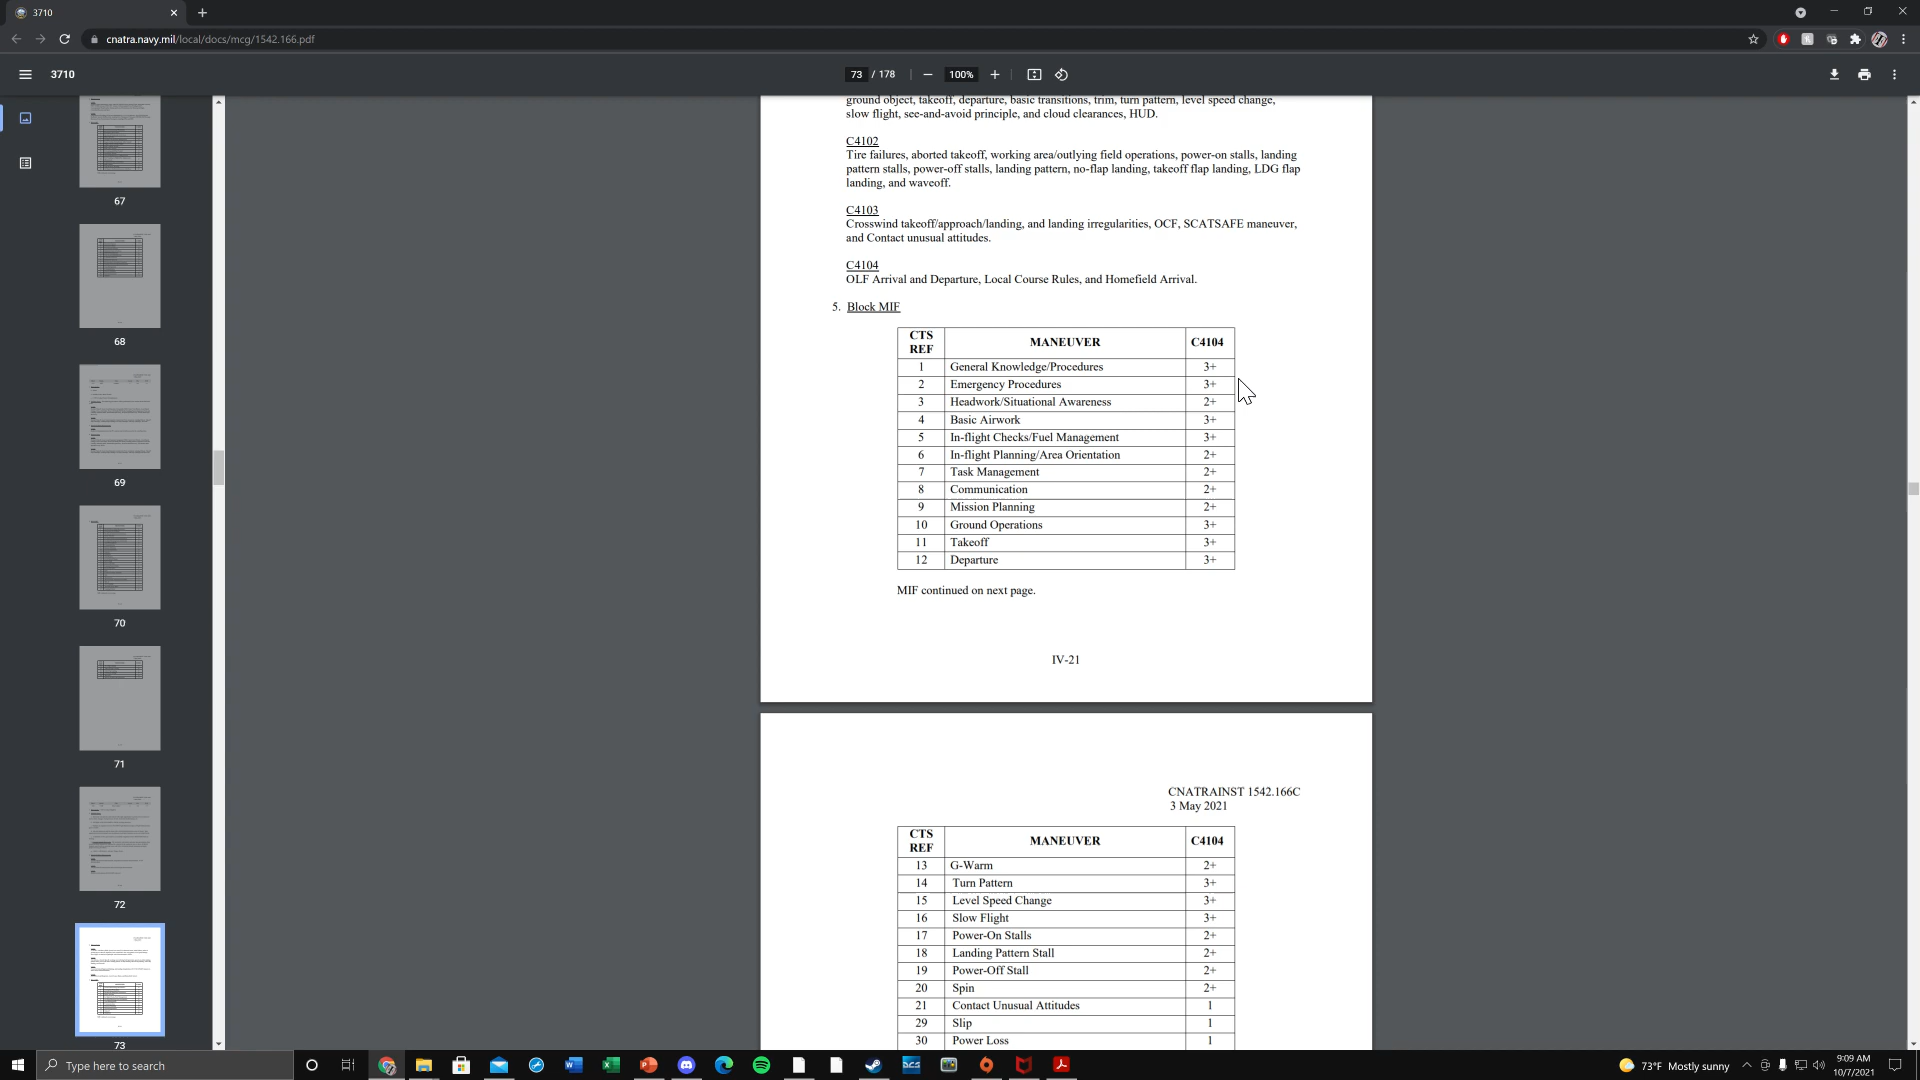 3710
cnatra.navy.mil/local/docs/mcg/1542.166.pdf
3710
73 / 178
100%
67
68
69
70
71
72
73
ground object, takeoff, departure, basic transitions, trim, turn pattern, level speed change,
slow flight, see-and-avoid principle, and cloud clearances, HUD.
C4102
Tire failures, aborted takeoff, working area/outlying field operations, power-on stalls, landing
pattern stalls, power-off stalls, landing pattern, no-flap landing, takeoff flap landing, LDG flap
landing, and waveoff.
C4103
Crosswind takeoff/approach/landing, and landing irregularities, OCF, SCATSAFE maneuver,
and Contact unusual attitudes.
C4104
OLF Arrival and Departure, Local Course Rules, and Homefield Arrival.
5. Block MIF
CTS REF MANEUVER C4104
1 General Knowledge/Procedures 3+
2 Emergency Procedures 3+
3 Headwork/Situational Awareness 2+
4 Basic Airwork 3+
5 In-flight Checks/Fuel Management 3+
6 In-flight Planning/Area Orientation 2+
7 Task Management 2+
8 Communication 2+
9 Mission Planning 2+
10 Ground Operations 3+
11 Takeoff 3+
12 Departure 3+
MIF continued on next page.
IV-21
CNATRAINST 1542.166C
3 May 2021
CTS REF MANEUVER C4104
13 G-Warm 2+
14 Turn Pattern 3+
15 Level Speed Change 3+
16 Slow Flight 3+
17 Power-On Stalls 2+
18 Landing Pattern Stall 2+
19 Power-Off Stall 2+
20 Spin 2+
21 Contact Unusual Attitudes 1
29 Slip 1
30 Power Loss 1
Type here to search
73°F Mostly sunny
9:09 AM
10/7/2021